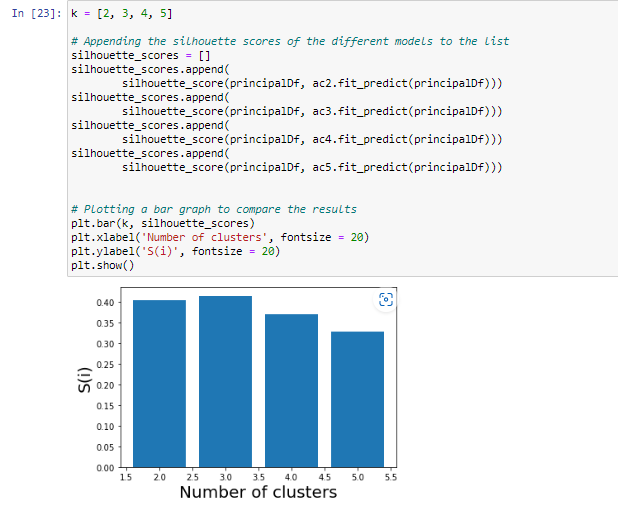 In [23]: k = [2, 3, 4, 5]
# Appending the silhouette scores of the different models to the list
silhouette_scores = []
silhouette_scores.append(
        silhouette_score(principalDf, ac2.fit_predict(principalDf)))
silhouette_scores.append(
        silhouette_score(principalDf, ac3.fit_predict(principalDf)))
silhouette_scores.append(
        silhouette_score(principalDf, ac4.fit_predict(principalDf)))
silhouette_scores.append(
        silhouette_score(principalDf, ac5.fit_predict(principalDf)))
# Plotting a bar graph to compare the results
plt.bar(k, silhouette_scores)
plt.xlabel('Number of clusters', fontsize = 20)
plt.ylabel('S(i)', fontsize = 20)
plt.show()
0.40
0.35
0.30
0.25
0.20
0.15
0.10
0.05
0.00
S(i)
1.5 2.0 2.5 3.0 3.5 4.0 4.5 5.0 5.5
Number of clusters